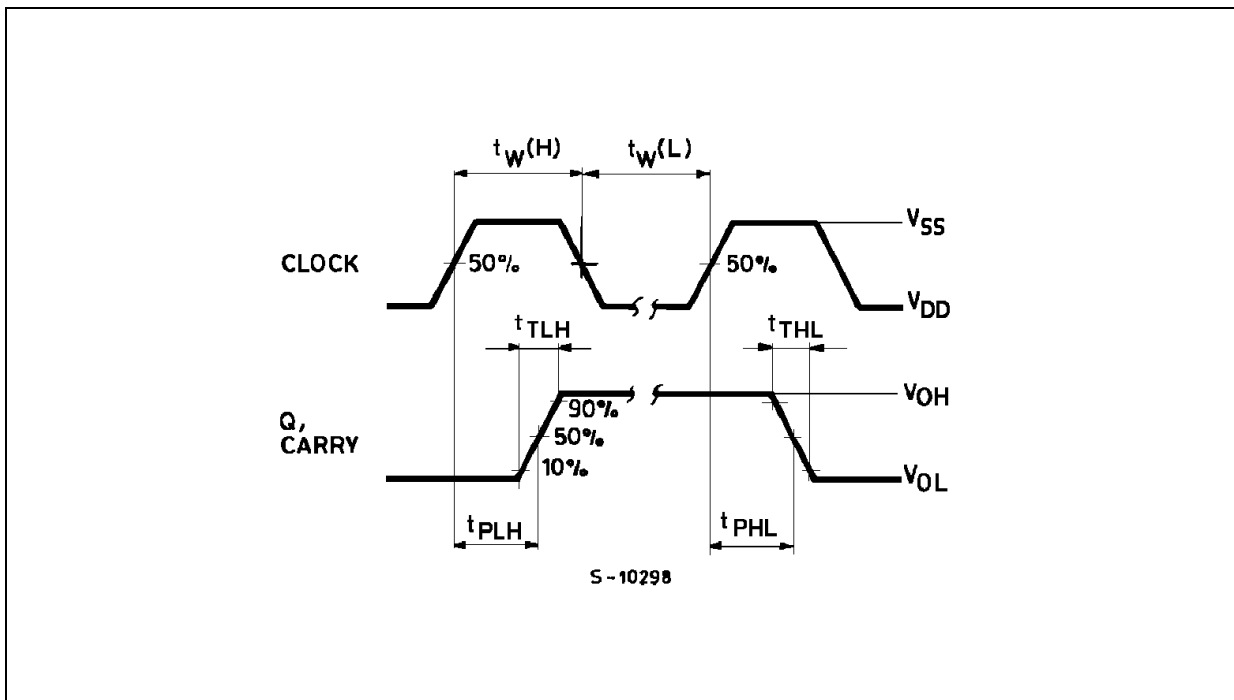 tW(H)
tW(L)
VSS
CLOCK
50%
50%
VDD
tTLH
tTHL
VOH
90%
Q,
CARRY
50%
10%
VOL
tPLH
tPHL
S-10298